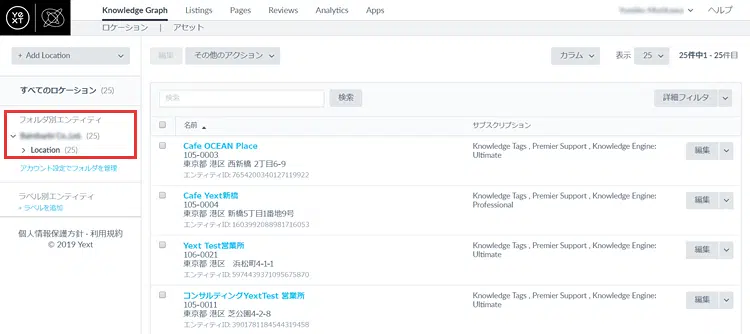 yext
Knowledge Graph Listings Pages Reviews Analytics Apps ヘルプ
ロケーション | アセット
+ Add Location
編集 その他のアクション カラム 表示 25 25件中1 - 25件目
すべてのロケーション (25)
フォルダ別エンティティ
(25)
Location (25)
アカウント設定でフォルダを管理
ラベル別エンティティ
+ ラベルを追加
個人情報保護方針 - 利用規約
© 2019 Yext
検索 検索 詳細フィルタ
名前 サブスクリプション
Cafe OCEAN Place
105-0003
東京都 港区 西新橋 2丁目6-9
エンティティID: 7654200340127119922
Knowledge Tags , Premier Support , Knowledge Engine:
Ultimate
編集
Cafe Yext新橋
105-0004
東京都 港区 新橋5丁目1番地9号
エンティティID: 1603992088981716053
Knowledge Tags , Premier Support , Knowledge Engine:
Professional
編集
Yext Test営業所
106-0021
東京都 港区　浜松町4-1-1
エンティティID: 5974439371095675870
Knowledge Tags , Premier Support , Knowledge Engine:
Ultimate
編集
コンサルティングYextTest 営業所
105-0011
東京都 港区 芝公園4-2-8
エンティティID: 3901781184544319458
Knowledge Tags , Premier Support , Knowledge Engine:
Ultimate
編集